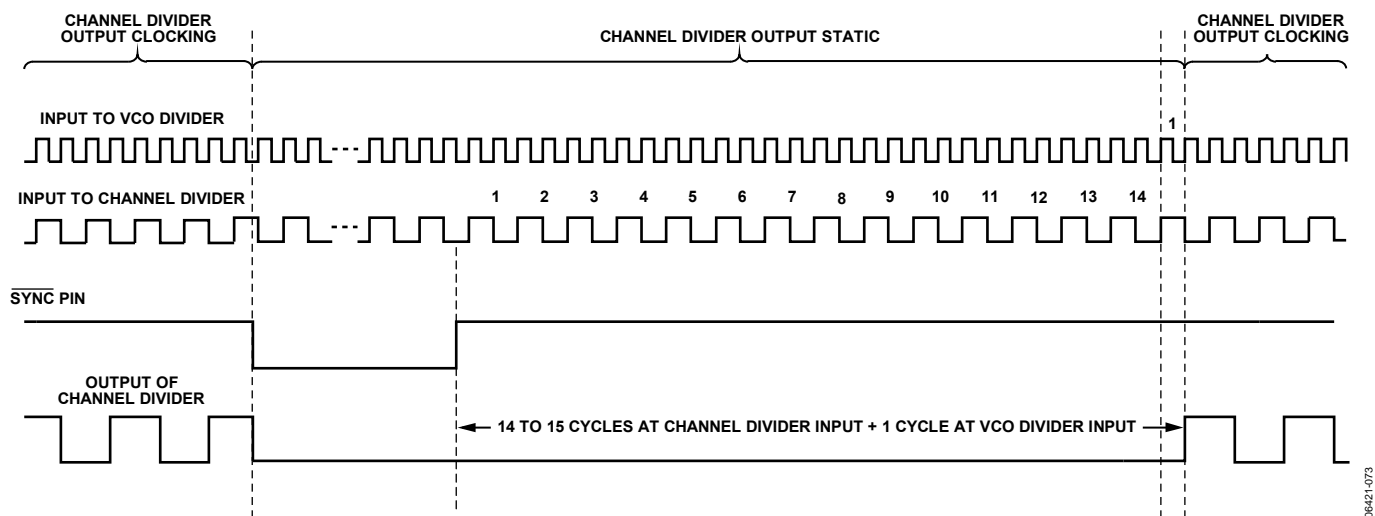 CHANNEL DIVIDER
OUTPUT CLOCKING
CHANNEL DIVIDER OUTPUT STATIC
CHANNEL DIVIDER
OUTPUT CLOCKING
INPUT TO VCO DIVIDER
1
INPUT TO CHANNEL DIVIDER
1 2 3 4 5 6 7 8 9 10 11 12 13 14
SYNC PIN
OUTPUT OF
CHANNEL DIVIDER
14 TO 15 CYCLES AT CHANNEL DIVIDER INPUT + 1 CYCLE AT VCO DIVIDER INPUT
06421-073